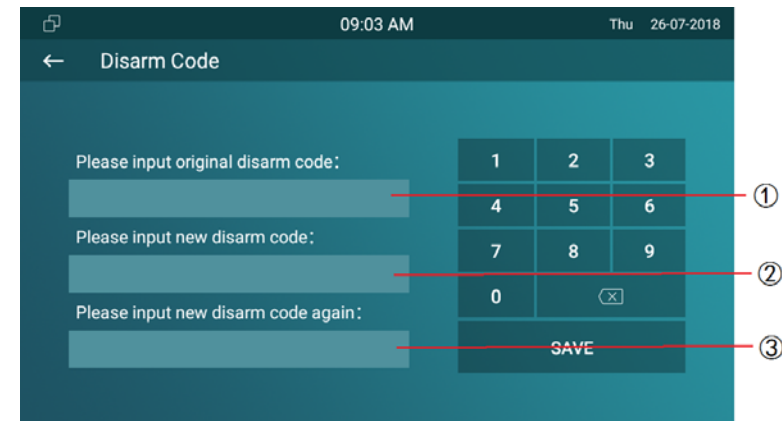 09:03 AM
Thu 26-07-2018
Disarm Code
Please input original disarm code:
①
Please input new disarm code:
②
Please input new disarm code again:
③
1 2 3
4 5 6
7 8 9
0
SAVE